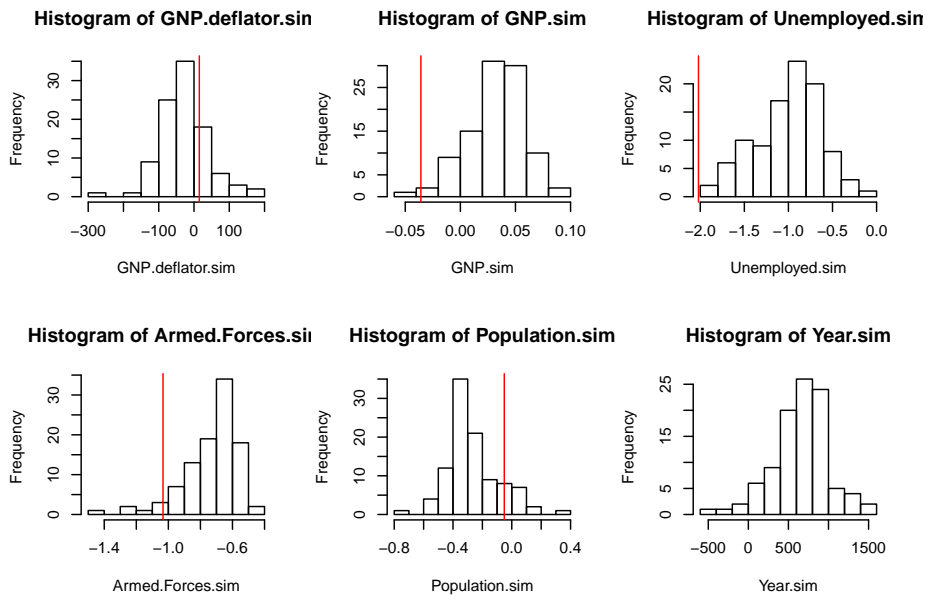 Histogram of GNP.deflator.sin
Histogram of GNP.sim
Histogram of Unemployed.sin
Frequency
0 10 20 30
−300 −100 0 100
GNP.deflator.sim
Frequency
0 5 15 25
−0.05 0.00 0.05 0.10
GNP.sim
Frequency
0 5 10 20
−2.0 −1.5 −1.0 −0.5 0.0
Unemployed.sim
Histogram of Armed.Forces.sii
Histogram of Population.sim
Histogram of Year.sim
Frequency
0 10 20 30
−1.4 −1.0 −0.6
Armed.Forces.sim
Frequency
0 10 20 30
−0.8 −0.4 0.0 0.4
Population.sim
Frequency
0 5 15 25
−500 0 500 1500
Year.sim